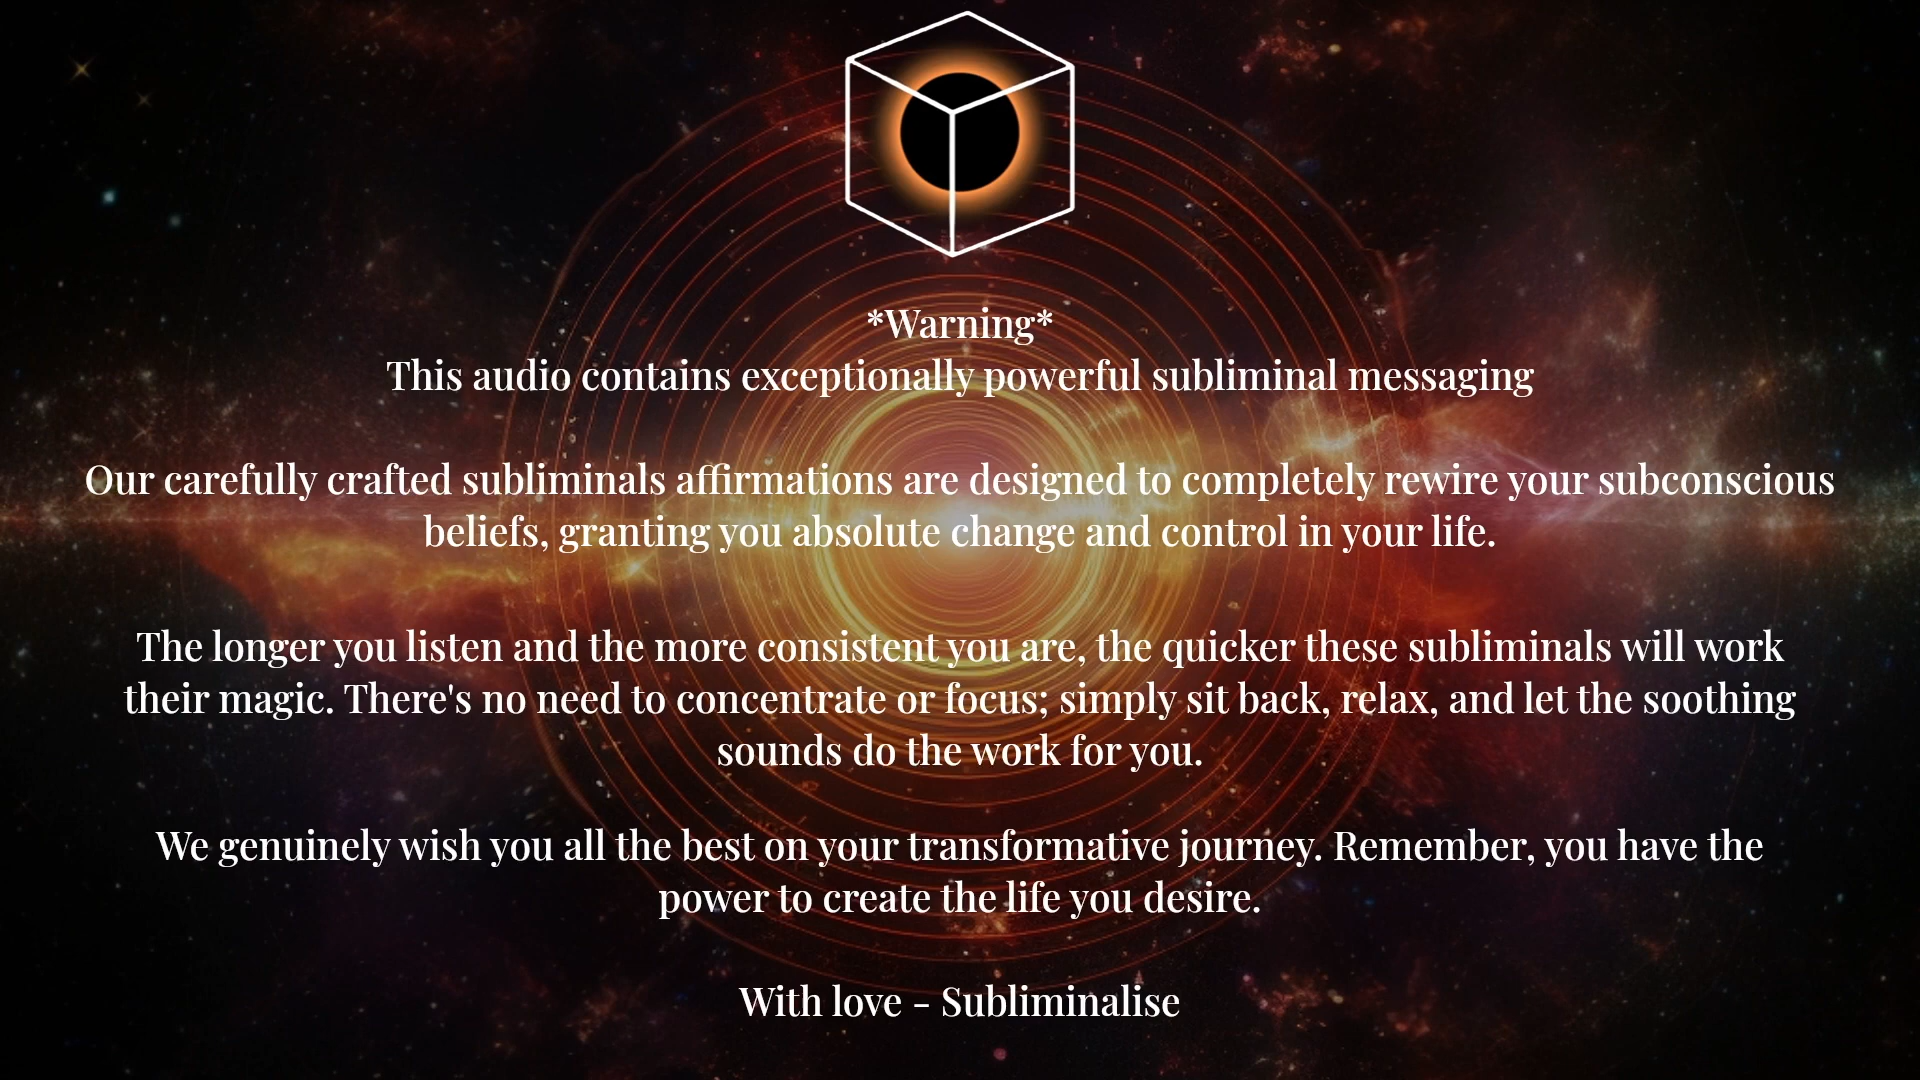 *Warning*
This audio contains exceptionally powerful subliminal messaging
Our carefully crafted subliminals affirmations are designed to completely rewire your subconscious
beliefs, granting you absolute change and control in your life.
The longer you listen and the more consistent you are, the quicker these subliminals will work
their magic. There's no need to concentrate or focus; simply sit back, relax, and let the soothing
sounds do the work for you.
We genuinely wish you all the best on your transformative journey. Remember, you have the
power to create the life you desire.
With love - Subliminalise